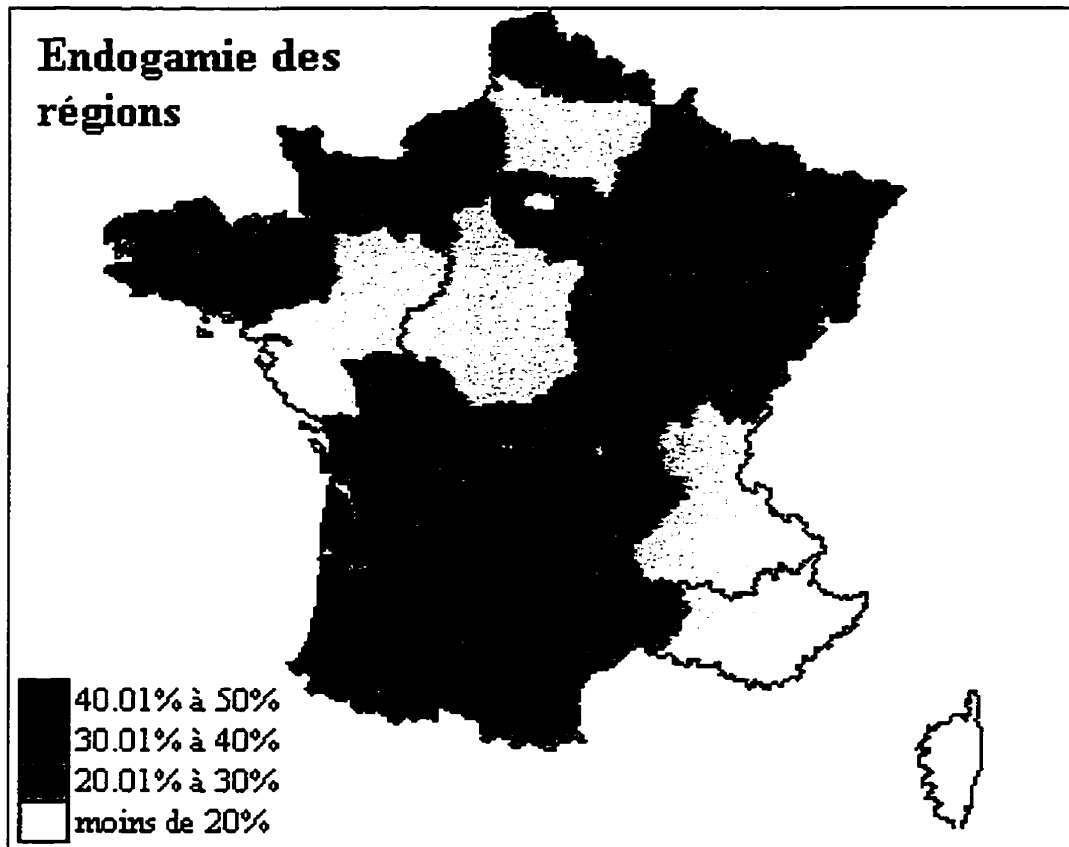 Endogamie des
régions
40.01% à 50%
30.01% à 40%
20.01% à 30%
moins de 20%